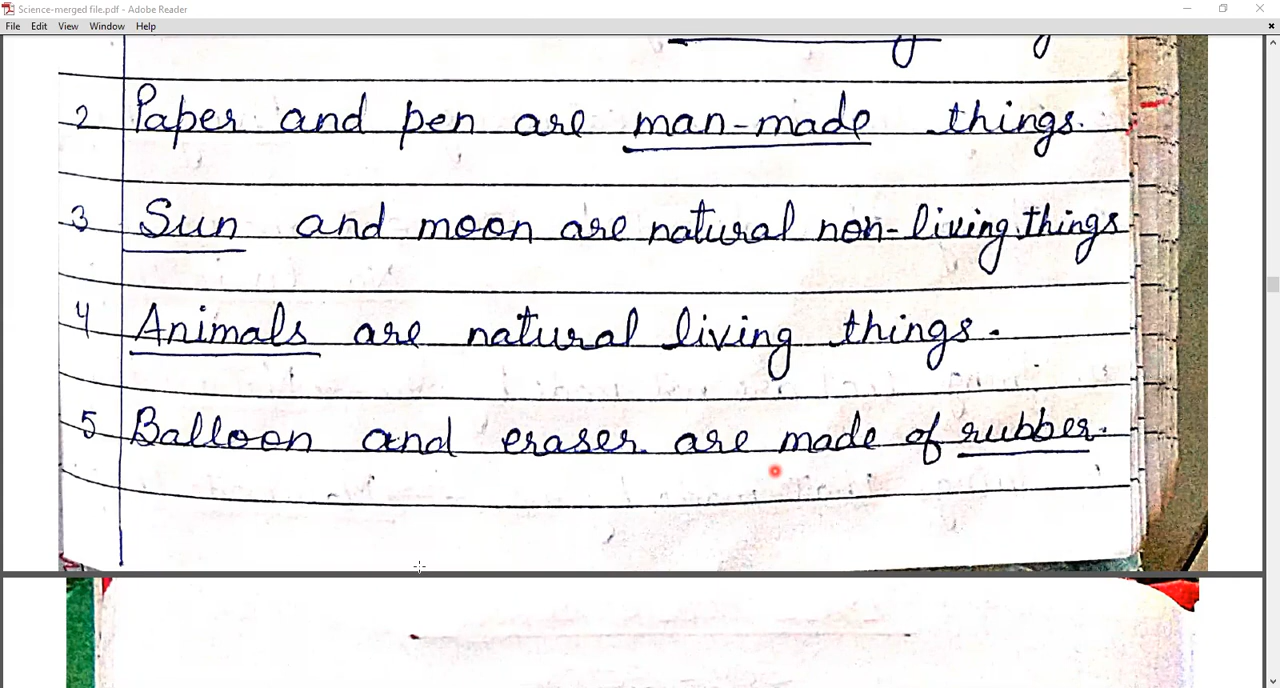 Science-merged file.pdf - Adobe Reader
File Edit View Window Help
2 Paper and pen are man-made things.
3 Sun and moon are natural non-living things
4 Animals are natural living things.
5 Balloon and eraser are made of rubber.